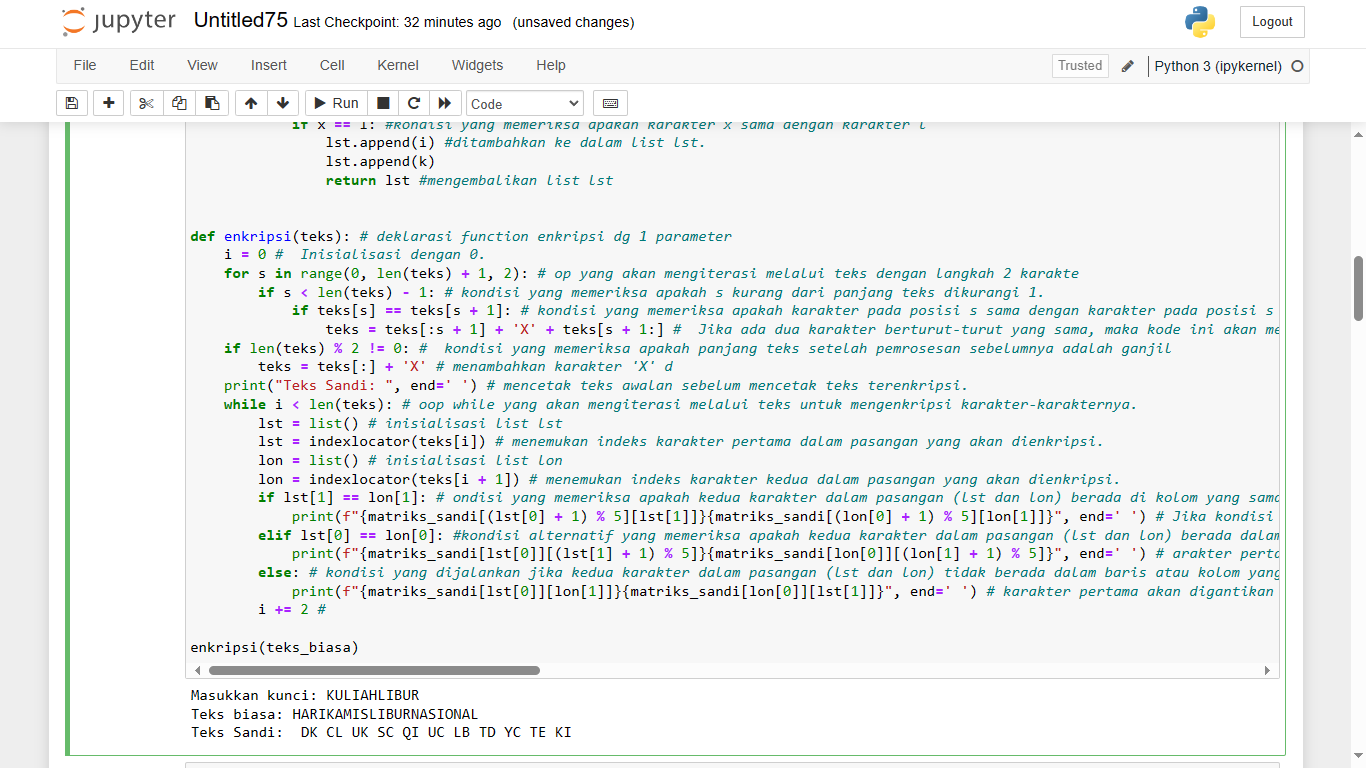 jupyter Untitled75 Last Checkpoint: 32 minutes ago (unsaved changes) Logout
File Edit View Insert Cell Kernel Widgets Help Trusted Python 3 (ipykernel)
Run Code
if x == l: #kondisi yang memeriksa apakah karakter x sama dengan karakter l
lst.append(i) #ditambahkan ke dalam list lst.
lst.append(k)
return lst #mengembalikan list lst
def enkripsi(teks): # deklarasi function enkripsi dg 1 parameter
i = 0 #  Inisialisasi dengan 0.
for s in range(0, len(teks) + 1, 2): # op yang akan mengiterasi melalui teks dengan langkah 2 karakte
if s < len(teks) - 1: # kondisi yang memeriksa apakah s kurang dari panjang teks dikurangi 1.
if teks[s] == teks[s + 1]: # kondisi yang memeriksa apakah karakter pada posisi s sama dengan karakter pada posisi s
teks = teks[:s + 1] + 'X' + teks[s + 1:] #  Jika ada dua karakter berturut-turut yang sama, maka kode ini akan me
if len(teks) % 2 != 0: #  kondisi yang memeriksa apakah panjang teks setelah pemrosesan sebelumnya adalah ganjil
teks = teks[:] + 'X' # menambahkan karakter 'X' d
print("Teks Sandi: ", end=' ') # mencetak teks awalan sebelum mencetak teks terenkripsi.
while i < len(teks): # oop while yang akan mengiterasi melalui teks untuk mengenkripsi karakter-karakternya.
lst = list() # inisialisasi list lst
lst = indexlocator(teks[i]) # menemukan indeks karakter pertama dalam pasangan yang akan dienkripsi.
lon = list() # inisialisasi list lon
lon = indexlocator(teks[i + 1]) # menemukan indeks karakter kedua dalam pasangan yang akan dienkripsi.
if lst[1] == lon[1]: # ondisi yang memeriksa apakah kedua karakter dalam pasangan (lst dan lon) berada di kolom yang sama
print(f"{matriks_sandi[(lst[0] + 1) % 5][lst[1]]}{matriks_sandi[(lon[0] + 1) % 5][lon[1]]}", end=' ') # Jika kondisi
elif lst[0] == lon[0]: #kondisi alternatif yang memeriksa apakah kedua karakter dalam pasangan (lst dan lon) berada dalam
print(f"{matriks_sandi[lst[0]][(lst[1] + 1) % 5]}{matriks_sandi[lon[0]][(lon[1] + 1) % 5]}", end=' ') # arakter perta
else: # kondisi yang dijalankan jika kedua karakter dalam pasangan (lst dan lon) tidak berada dalam baris atau kolom yang
print(f"{matriks_sandi[lst[0]][lon[1]]}{matriks_sandi[lon[0]][lst[1]]}", end=' ') # karakter pertama akan digantikan
i += 2 #
enkripsi(teks_biasa)
Masukkan kunci: KULIAHLIBUR
Teks biasa: HARIKAMISLIBURNASIONAL
Teks Sandi:  DK CL UK SC QI UC LB TD YC TE KI